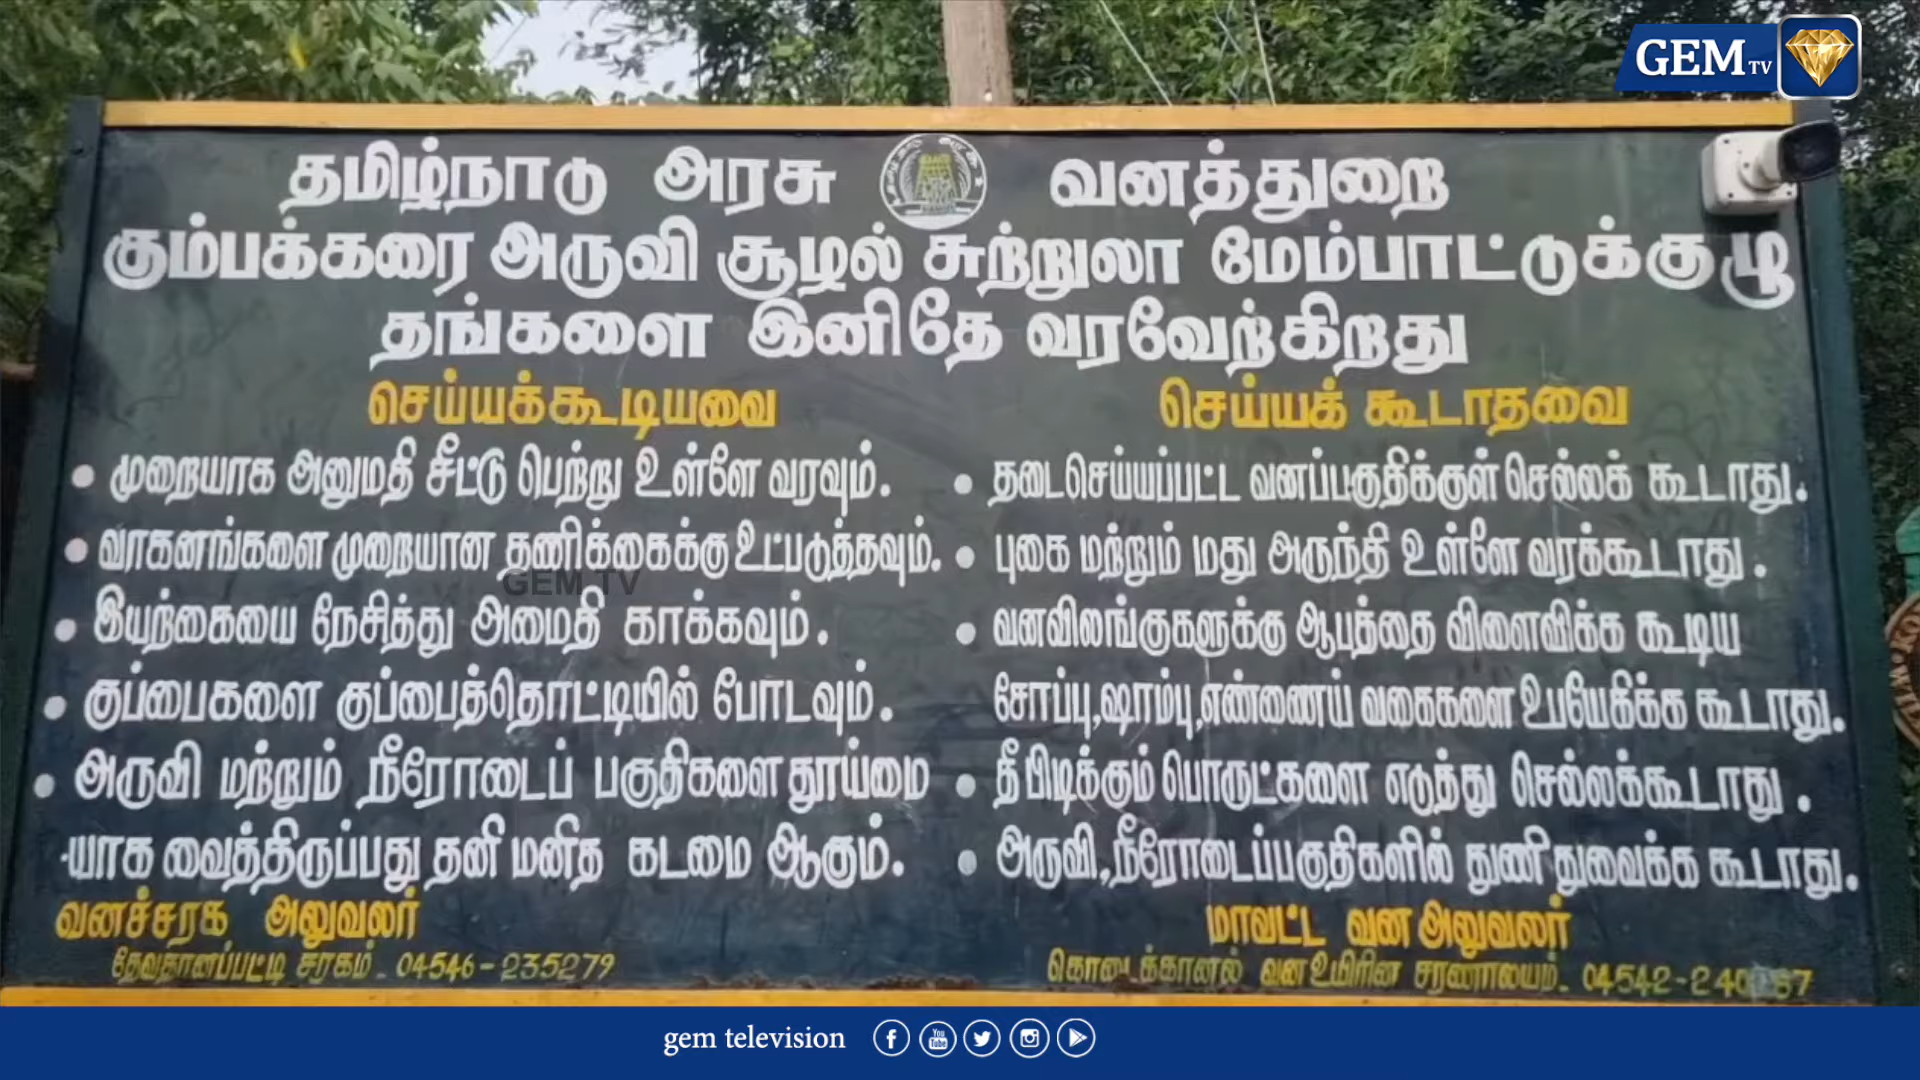 GEM TV
தமிழ்நாடு அரசு வனத்துறை
கும்பக்கரை அருவி சூழல் சுற்றுலா மேம்பாட்டுக்குழு
தங்களை இனிதே வரவேற்கிறது
செய்யக்கூடியவை
• முறையாக அனுமதி சீட்டு பெற்று உள்ளே வரவும்.
• வாகனங்களை முறையான தணிக்கைக்கு உட்படுத்தவும்.
• இயற்கையை நேசித்து அமைதி காக்கவும்.
• குப்பைகளை குப்பைத்தொட்டியில் போடவும்.
• அருவி மற்றும் நீரோடைப் பகுதிகளை தூய்மை
-யாக வைத்திருப்பது தனி மனித கடமை ஆகும்.
வனச்சரக அலுவலர்
தேவதானப்பட்டி சரகம். 04546-235279
செய்யக் கூடாதவை
• தடைசெய்யப்பட்ட வனப்பகுதிக்குள் செல்லக் கூடாது.
• புகை மற்றும் மது அருந்தி உள்ளே வரக்கூடாது.
• வனவிலங்குகளுக்கு ஆபத்தை விளைவிக்க கூடிய
சோப்பு,ஷாம்பு,எண்ணைய் வகைகளை உபயேகிக்க கூடாது.
• தீ பிடிக்கும் பொருட்களை எடுத்து செல்லக்கூடாது.
• அருவி,நீரோடைப்பகுதிகளில் துணி துவைக்க கூடாது.
மாவட்ட வன அலுவலர்
கொடைக்கானல் வன உயிரின சரணாலயம்.
GEM TV
gem television